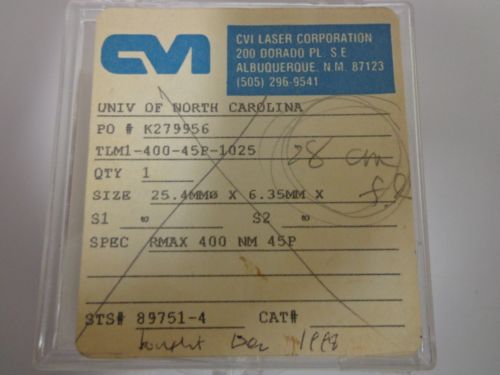 CVI
CVI LASER CORPORATION
200 DORADO PL. S E
ALBUQUERQUE, N.M. 87123
(505) 296-9541
UNIV OF NORTH CAROLINA
PO # K279956
TLM1-400-45P-1025
8 cm
f.l
QTY 1
SIZE 25.4MMØ X 6.35MM X
S1 ∞ S2 ∞
SPEC RMAX 400 NM 45P
STS# 89751-4 CAT#
bought Dec